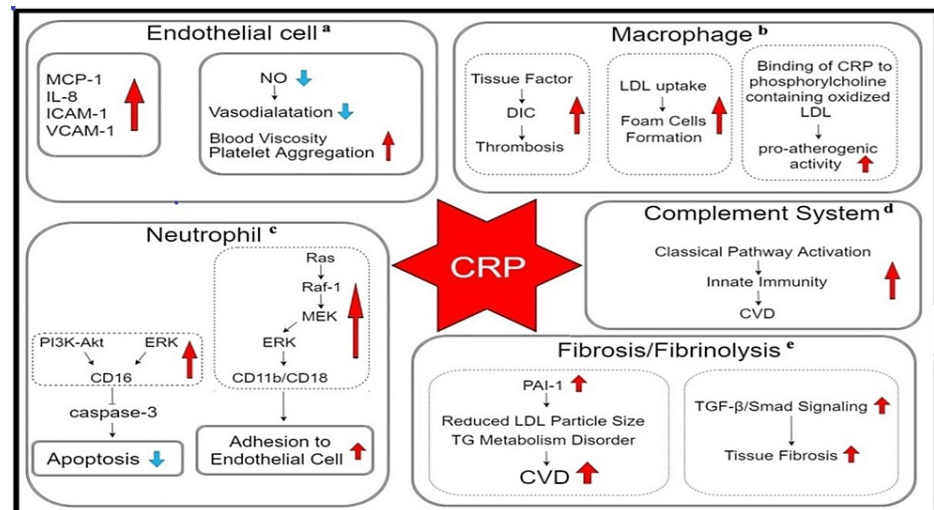 Endothelial cell a
MCP-1
IL-8
ICAM-1
VCAM-1
NO
Vasodialatation
Blood Viscosity
Platelet Aggregation
Macrophage b
Tissue Factor
DIC
Thrombosis
LDL uptake
Foam Cells
Formation
Binding of CRP to
phosphorylcholine
containing oxidized
LDL
pro-atherogenic
activity
Neutrophil c
PI3K-Akt
ERK
CD16
caspase-3
Apoptosis
Ras
Raf-1
MEK
ERK
CD11b/CD18
Adhesion to
Endothelial Cell
CRP
Complement System d
Classical Pathway Activation
Innate Immunity
CVD
Fibrosis/Fibrinolysis e
PAI-1
Reduced LDL Particle Size
TG Metabolism Disorder
CVD
TGF-β/Smad Signaling
Tissue Fibrosis